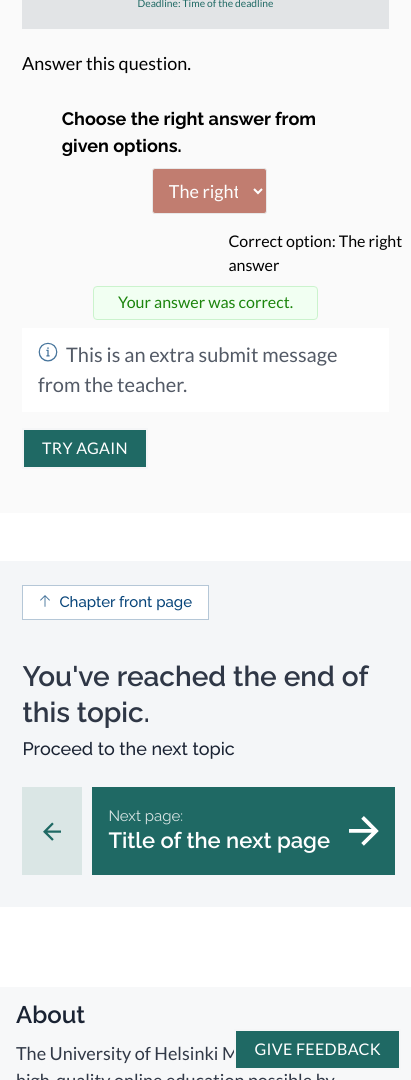 Deadline: Time of the deadline
Answer this question.
Choose the right answer from
given options.
The right
Correct option: The right
answer
Your answer was correct.
This is an extra submit message
from the teacher.
TRY AGAIN
Chapter front page
You've reached the end of
this topic.
Proceed to the next topic
Next page:
Title of the next page
About
The University of Helsinki
GIVE FEEDBACK
high-quality online education possible by